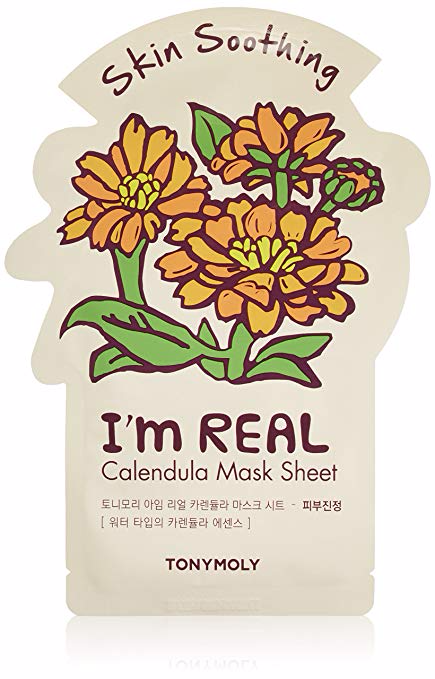 Skin Soothing
I'm REAL
Calendula Mask Sheet
토니모리 아임 리얼 카렌듈라 마스크 시트 - 피부진정
[ 워터 타입의 카렌듈라 에센스 ]
TONYMOLY